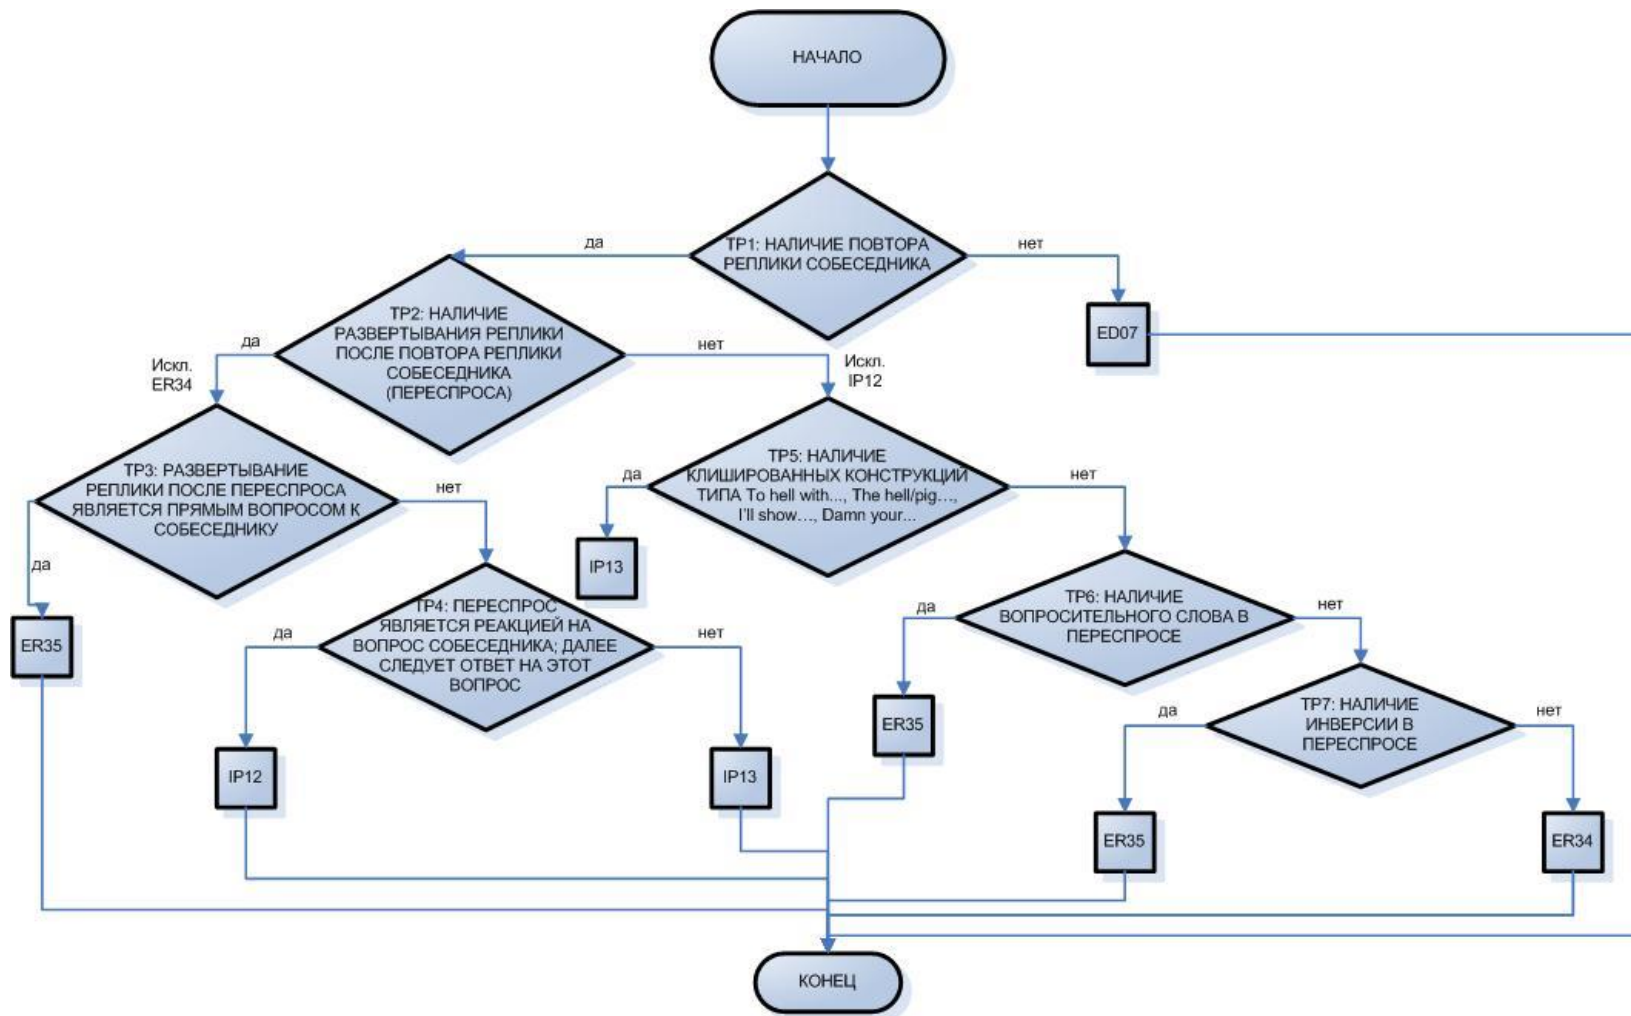 НАЧАЛО
TP1: НАЛИЧИЕ ПОВТОРА
РЕПЛИКИ СОБЕСЕДНИКА
да
нет
ED07
TP2: НАЛИЧИЕ
РАЗВЕРТЫВАНИЯ РЕПЛИКИ
ПОСЛЕ ПОВТОРА РЕПЛИКИ
СОБЕСЕДНИКА
(ПЕРЕСПРОСА)
да
Искл.
ER34
нет
Искл.
IP12
TP3: РАЗВЕРТЫВАНИЕ
РЕПЛИКИ ПОСЛЕ ПЕРЕСПРОСА
ЯВЛЯЕТСЯ ПРЯМЫМ ВОПРОСОМ К
СОБЕСЕДНИКУ
да
нет
ER35
TP4: ПЕРЕСПРОС
ЯВЛЯЕТСЯ РЕАКЦИЕЙ НА
ВОПРОС СОБЕСЕДНИКА; ДАЛЕЕ
СЛЕДУЕТ ОТВЕТ НА ЭТОТ
ВОПРОС
да
нет
IP12
IP13
TP5: НАЛИЧИЕ
КЛИШИРОВАННЫХ КОНСТРУКЦИЙ
ТИПА To hell with..., The hell/pig...,
I'll show..., Damn your...
да
нет
IP13
TP6: НАЛИЧИЕ
ВОПРОСИТЕЛЬНОГО СЛОВА В
ПЕРЕСПРОСЕ
да
нет
ER35
TP7: НАЛИЧИЕ
ИНВЕРСИИ В
ПЕРЕСПРОСЕ
да
нет
ER35
ER34
КОНЕЦ